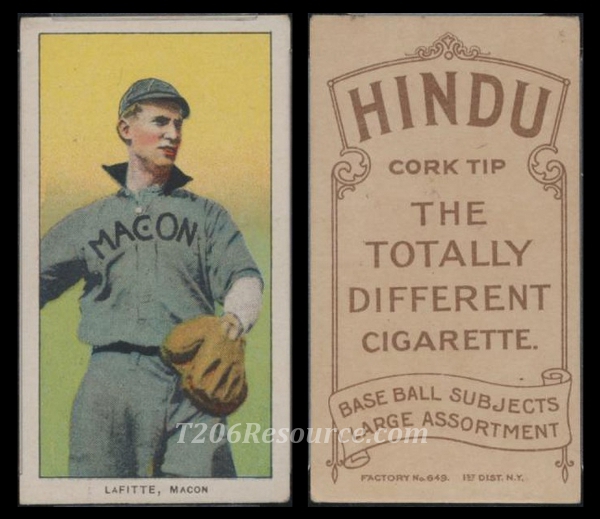 MACON
LAFITTE, MACON
HINDU
CORK TIP
THE
TOTALLY
DIFFERENT
CIGARETTE.
BASE BALL SUBJECTS
LARGE ASSORTMENT
FACTORY No. 649. 1ST DIST. N.Y.
T206Resource.com